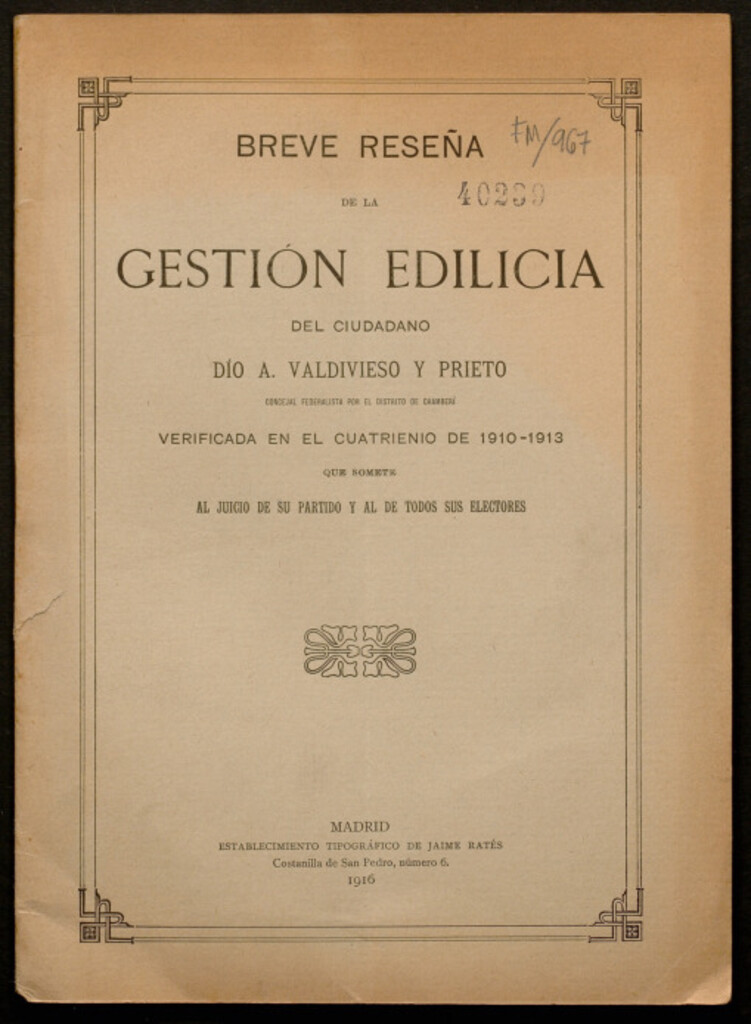 BREVE RESEÑA
FM/967
DE LA
40239
GESTIÓN EDILICIA
DEL CIUDADANO
DÍO A. VALDIVIESO Y PRIETO
CONCEJAL FEDERALISTA POR EL DISTRITO DE CHAMBERÍ
VERIFICADA EN EL CUATRIENIO DE 1910-1913
QUE SOMETE
AL JUICIO DE SU PARTIDO Y AL DE TODOS SUS ELECTORES
MADRID
ESTABLECIMIENTO TIPOGRÁFICO DE JAIME RATÉS
Costanilla de San Pedro, número 6.
1916